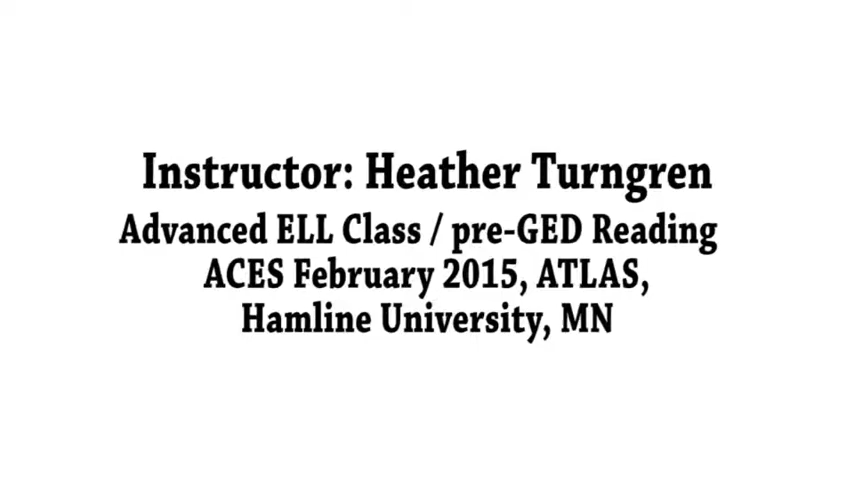 Instructor: Heather Turngren
Advanced ELL Class / pre-GED Reading
ACES February 2015, ATLAS,
Hamline University, MN